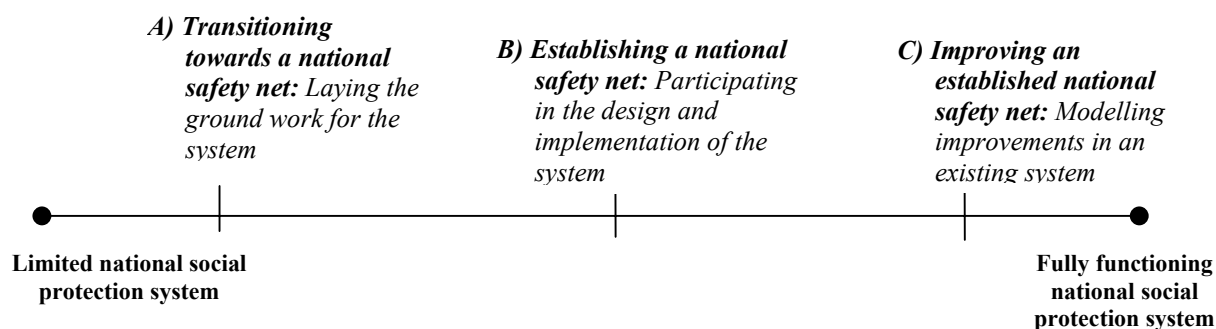 A) Transitioning
towards a national
safety net: Laying the
ground work for the
system
B) Establishing a national
safety net: Participating
in the design and
implementation of the
system
C) Improving an
established national
safety net: Modelling
improvements in an
existing system
Limited national social
protection system
Fully functioning
national social
protection system